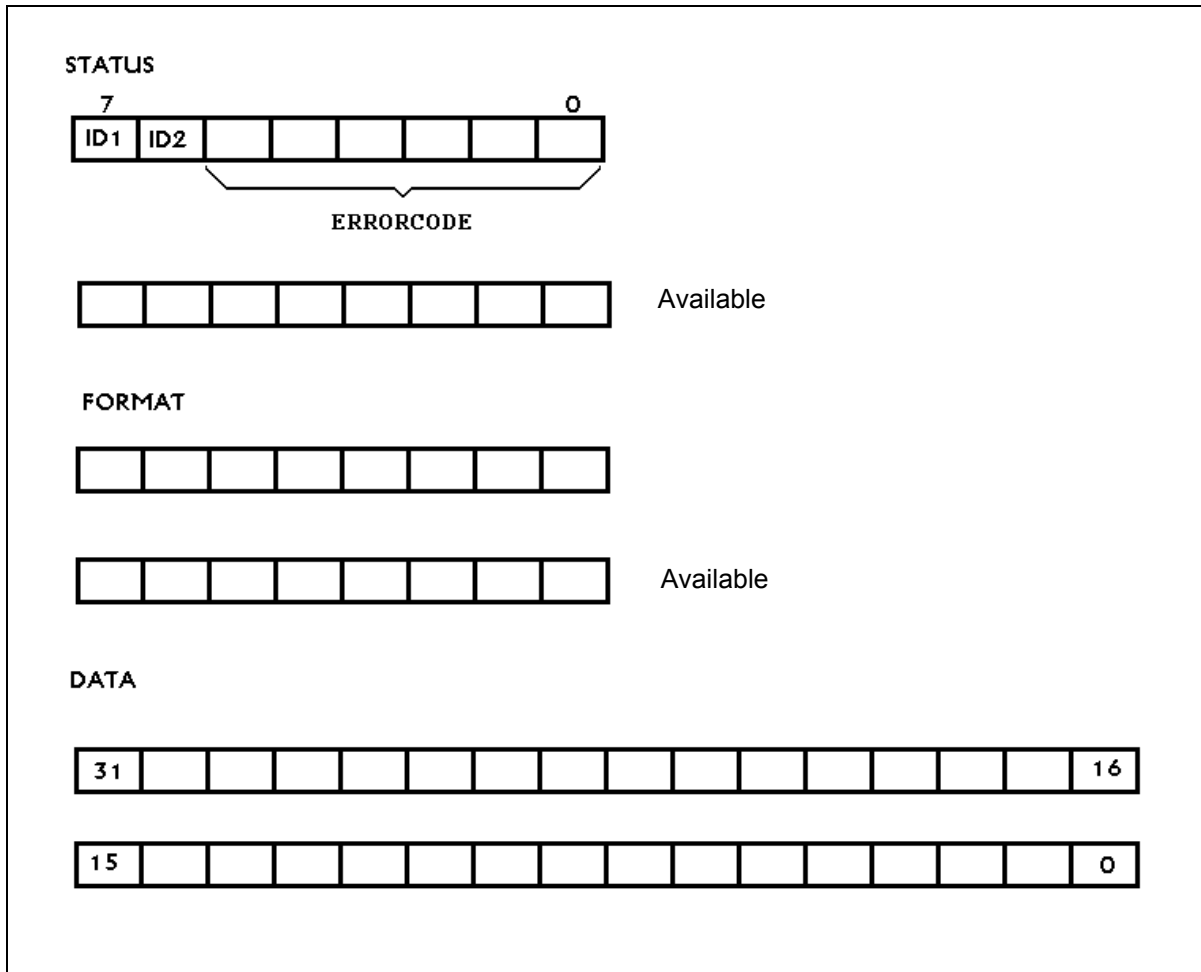 STATUS
7 0
ID1 ID2
ERRORCODE
Available
FORMAT
Available
DATA
31 16
15 0